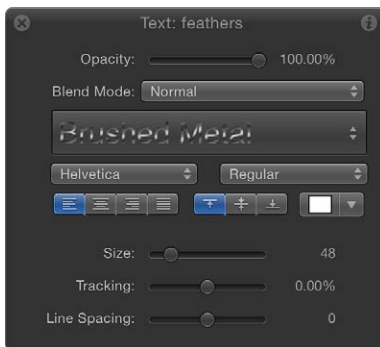 Text: feathers
Opacity: 100.00%
Blend Mode: Normal
Brushed Metal
Helvetica Regular
Size: 48
Tracking: 0.00%
Line Spacing: 0